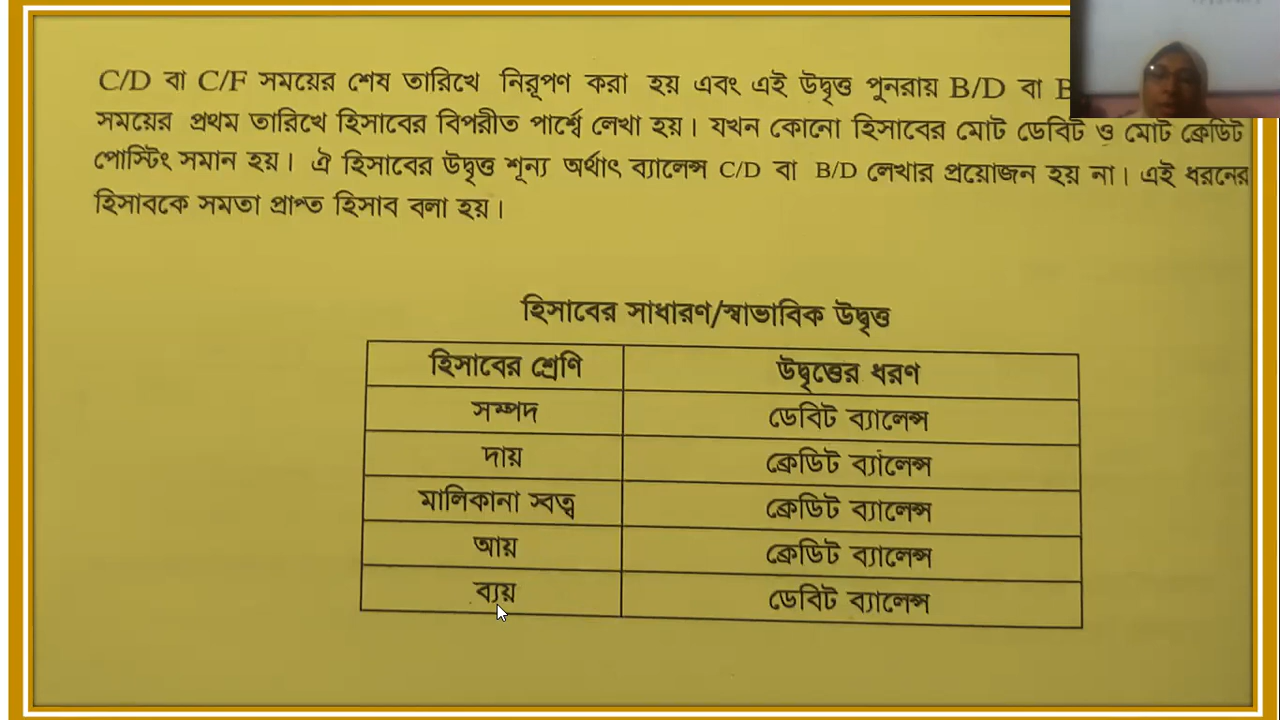 C/D বা C/F সময়ের শেষ তারিখে নিরূপণ করা হয় এবং এই উদ্বৃত্ত পুনরায় B/D বা
সময়ের প্রথম তারিখে হিসাবের বিপরীত পার্শ্বে লেখা হয়। যখন কোনো হিসাবের মোট ডেবিট ও মোট ক্রেডিট
পোস্টিং সমান হয়। ঐ হিসাবের উদ্বৃত্ত শূন্য অর্থাৎ ব্যালেন্স C/D বা B/D লেখার প্রয়োজন হয় না। এই ধরনের
হিসাবকে সমতা প্রাপ্ত হিসাব বলা হয়।
হিসাবের সাধারণ/স্বাভাবিক উদ্বৃত্ত
হিসাবের শ্রেণি উদ্বৃত্তের ধরণ
সম্পদ ডেবিট ব্যালেন্স
দায় ক্রেডিট ব্যালেন্স
মালিকানা স্বত্ব ক্রেডিট ব্যালেন্স
আয় ক্রেডিট ব্যালেন্স
ব্যয় ডেবিট ব্যালেন্স